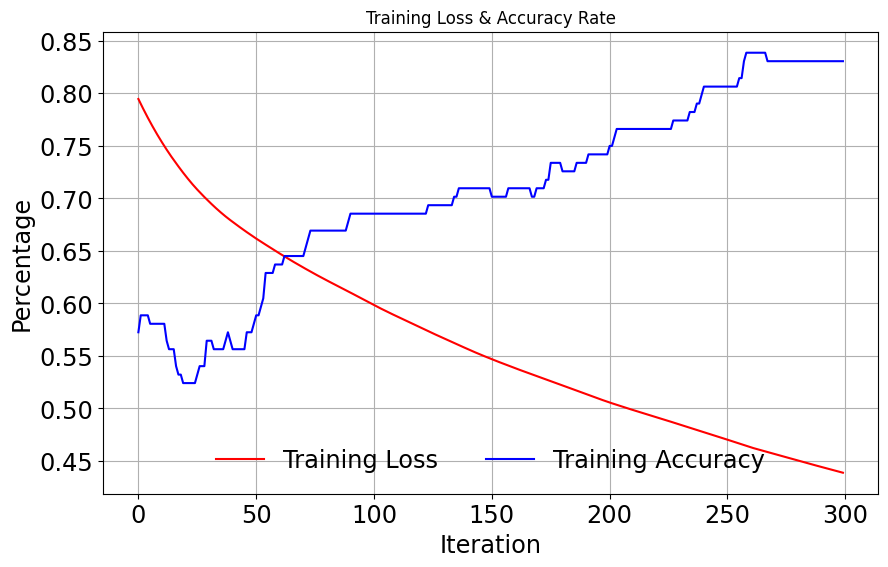 Training Loss & Accuracy Rate
0.85
0.80
0.75
0.70
0.65
0.60
0.55
0.50
0.45
Percentage
Training Loss
Training Accuracy
0 50 100 150 200 250 300
Iteration